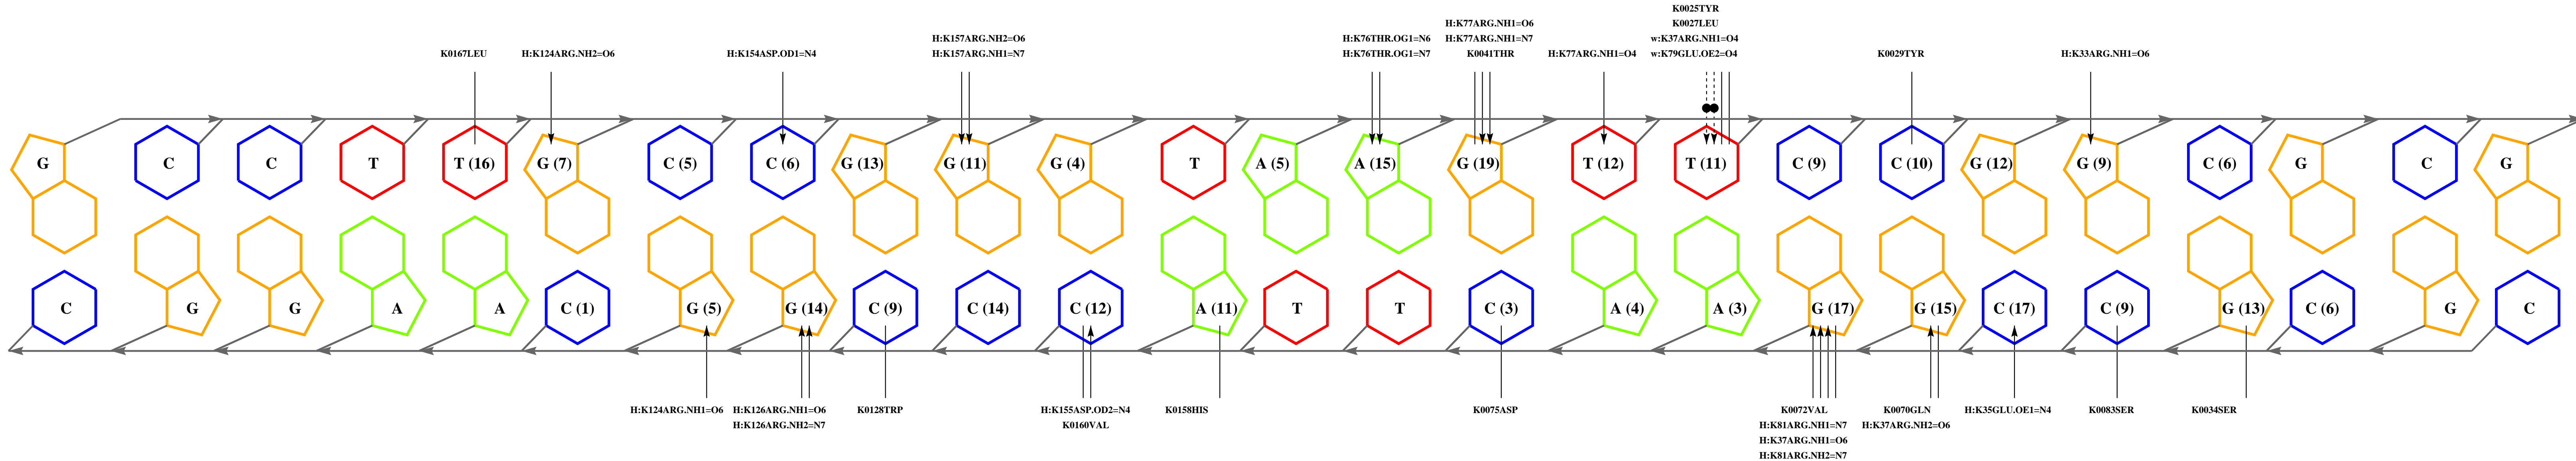 K0025TYR
H:K77ARG.NH1=O6
K0027LEU
H:K157ARG.NH2=O6
H:K76THR.OG1=N6
H:K77ARG.NH1=N7
w:K37ARG.NH1=O4
K0167LEU
H:K124ARG.NH2=O6
H:K154ASP.OD1=N4
H:K157ARG.NH1=N7
H:K76THR.OG1=N7
K0041THR
H:K77ARG.NH1=O4
w:K79GLU.OE2=O4
K0029TYR
H:K33ARG.NH1=O6
G C C T T (16) G (7) C (5) C (6) G (13) G (11) G (4) T A (5) A (15) G (19) T (12) T (11) C (9) C (10) G (12) G (9) C (6) G C G
C G G A A C (1) G (5) G (14) C (9) C (14) C (12) A (11) T T C (3) A (4) A (3) G (17) G (15) C (17) C (9) G (13) C (6) G C
H:K124ARG.NH1=O6
H:K126ARG.NH1=O6
K0128TRP
H:K155ASP.OD2=N4
K0158HIS
K0075ASP
K0072VAL
K0070GLN
H:K35GLU.OE1=N4
K0083SER
K0034SER
H:K126ARG.NH2=N7
K0160VAL
H:K81ARG.NH1=N7
H:K37ARG.NH2=O6
H:K37ARG.NH1=O6
H:K81ARG.NH2=N7